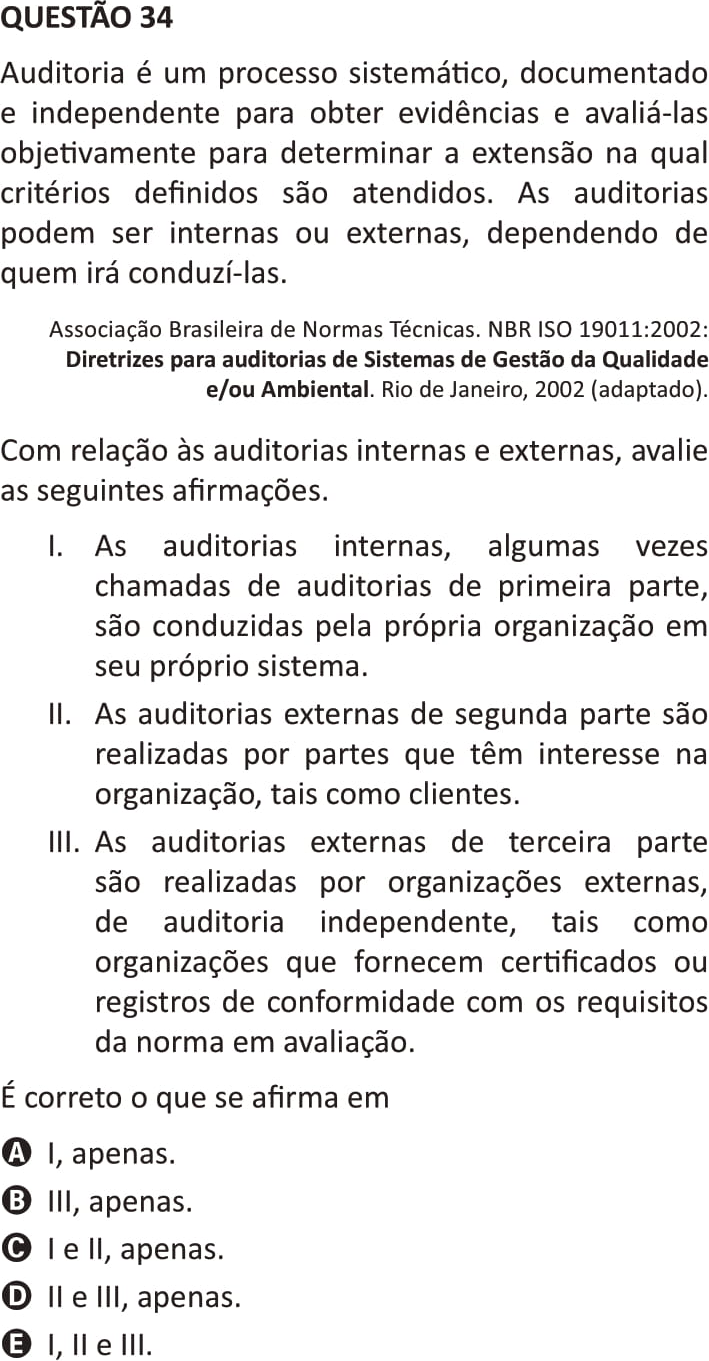 QUESTÃO 34
Auditoria é um processo sistemático, documentado
e independente para obter evidências e avaliá-las
objetivamente para determinar a extensão na qual
critérios definidos são atendidos. As auditorias
podem ser internas ou externas, dependendo de
quem irá conduzí-las.
Associação Brasileira de Normas Técnicas. NBR ISO 19011:2002:
Diretrizes para auditorias de Sistemas de Gestão da Qualidade
e/ou Ambiental. Rio de Janeiro, 2002 (adaptado).
Com relação às auditorias internas e externas, avalie
as seguintes afirmações.
I. As auditorias internas, algumas vezes
chamadas de auditorias de primeira parte,
são conduzidas pela própria organização em
seu próprio sistema.
II. As auditorias externas de segunda parte são
realizadas por partes que têm interesse na
organização, tais como clientes.
III. As auditorias externas de terceira parte
são realizadas por organizações externas,
de auditoria independente, tais como
organizações que fornecem certificados ou
registros de conformidade com os requisitos
da norma em avaliação.
É correto o que se afirma em
A I, apenas.
B III, apenas.
C I e II, apenas.
D II e III, apenas.
E I, II e III.